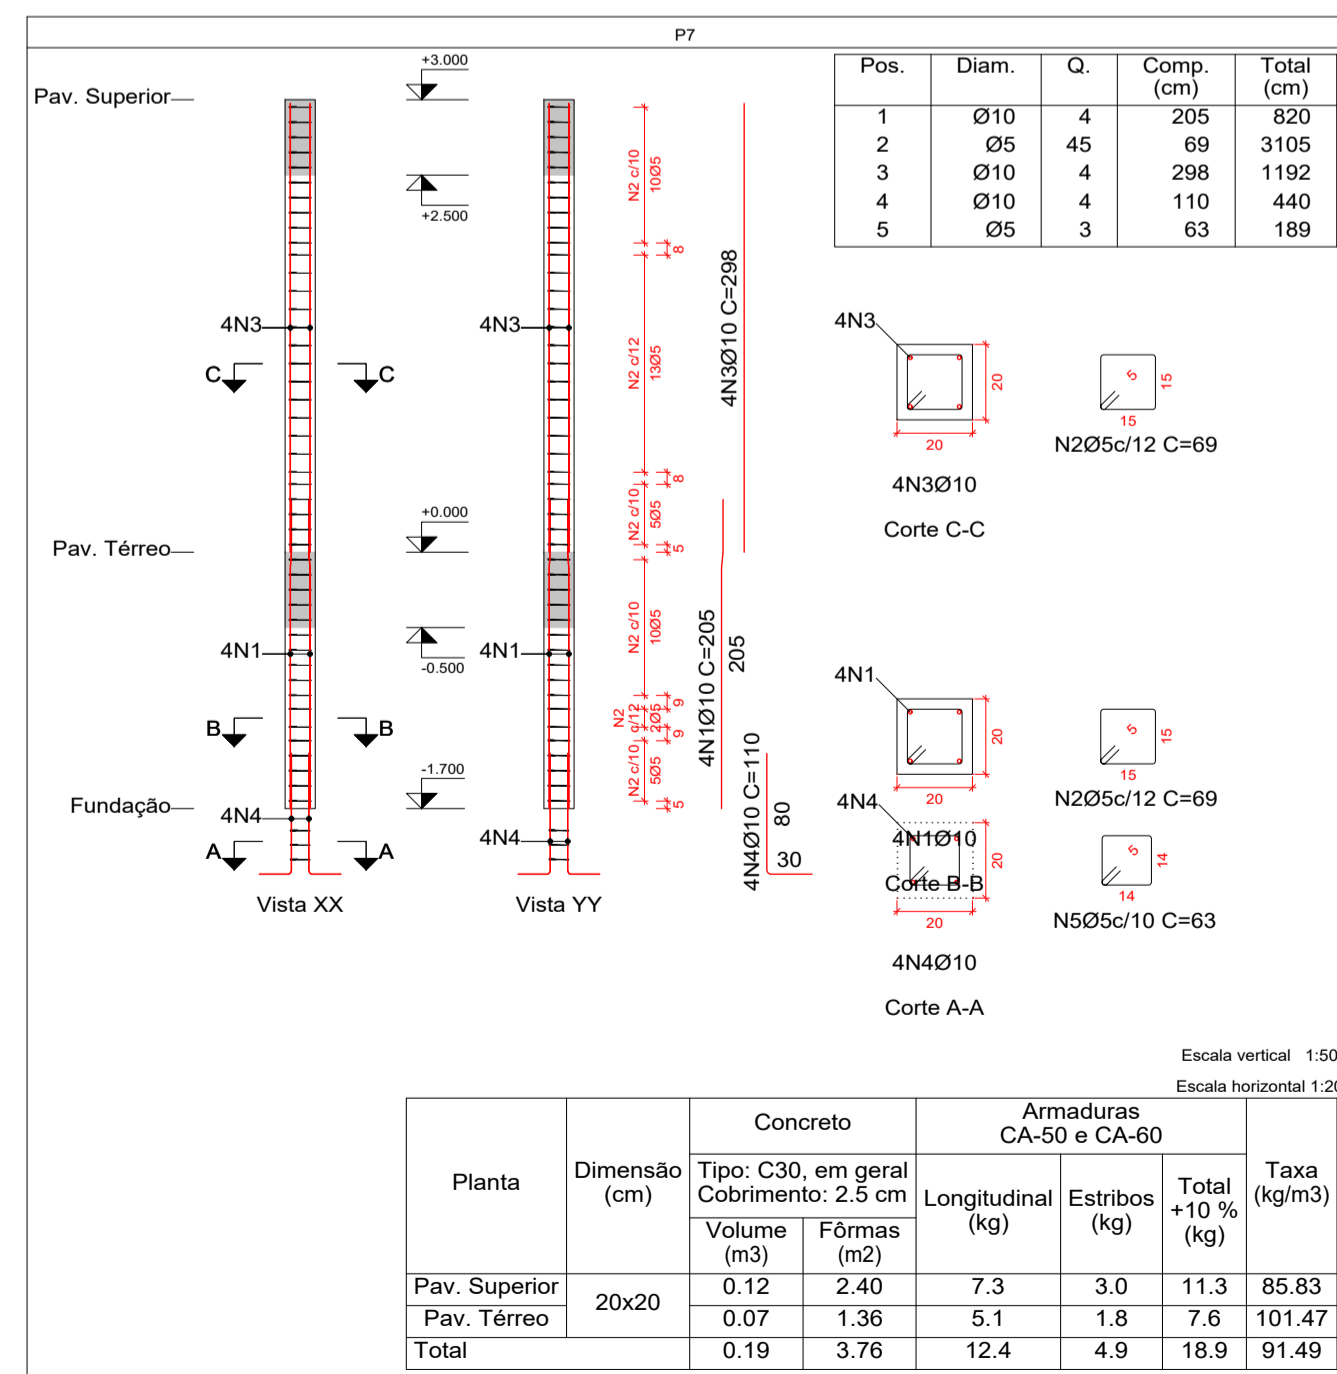 P7
Pos. Diam. Q. Comp. (cm) Total (cm)
1 Ø10 4 205 820
2 Ø5 45 69 3105
3 Ø10 4 298 1192
4 Ø10 4 110 440
5 Ø5 3 63 189
Pav. Superior
+3.000
+2.500
4N3
4N3
C C
Pav. Térreo
+0.000
-0.500
4N1
4N1
B B
-1.700
Fundação
4N4
4N4
A A
Vista XX
Vista YY
N2 c/10
10Ø5
8
N2 c/12
13Ø5
8
N2 c/10
5Ø5
5
N2 c/10
10Ø5
9
N2
c/12
2Ø5
9
N2 c/10
5Ø5
5
4N3Ø10 C=298
4N1Ø10 C=205
205
4N4Ø10 C=110
80
30
4N3
20
20
4N3Ø10
Corte C-C
5
15
15
N2Ø5c/12 C=69
4N1
20
20
4N1Ø10
Corte B-B
5
15
15
N2Ø5c/12 C=69
4N4
20
20
4N4Ø10
Corte A-A
5
14
14
N5Ø5c/10 C=63
Escala vertical 1:50
Escala horizontal 1:20
Planta
Dimensão
(cm)
Concreto
Tipo: C30, em geral
Cobrimento: 2.5 cm
Volume
(m3)
Fôrmas
(m2)
Armaduras
CA-50 e CA-60
Longitudinal
(kg)
Estribos
(kg)
Total
+10 %
(kg)
Taxa
(kg/m3)
Pav. Superior 20x20 0.12 2.40 7.3 3.0 11.3 85.83
Pav. Térreo 0.07 1.36 5.1 1.8 7.6 101.47
Total 0.19 3.76 12.4 4.9 18.9 91.49